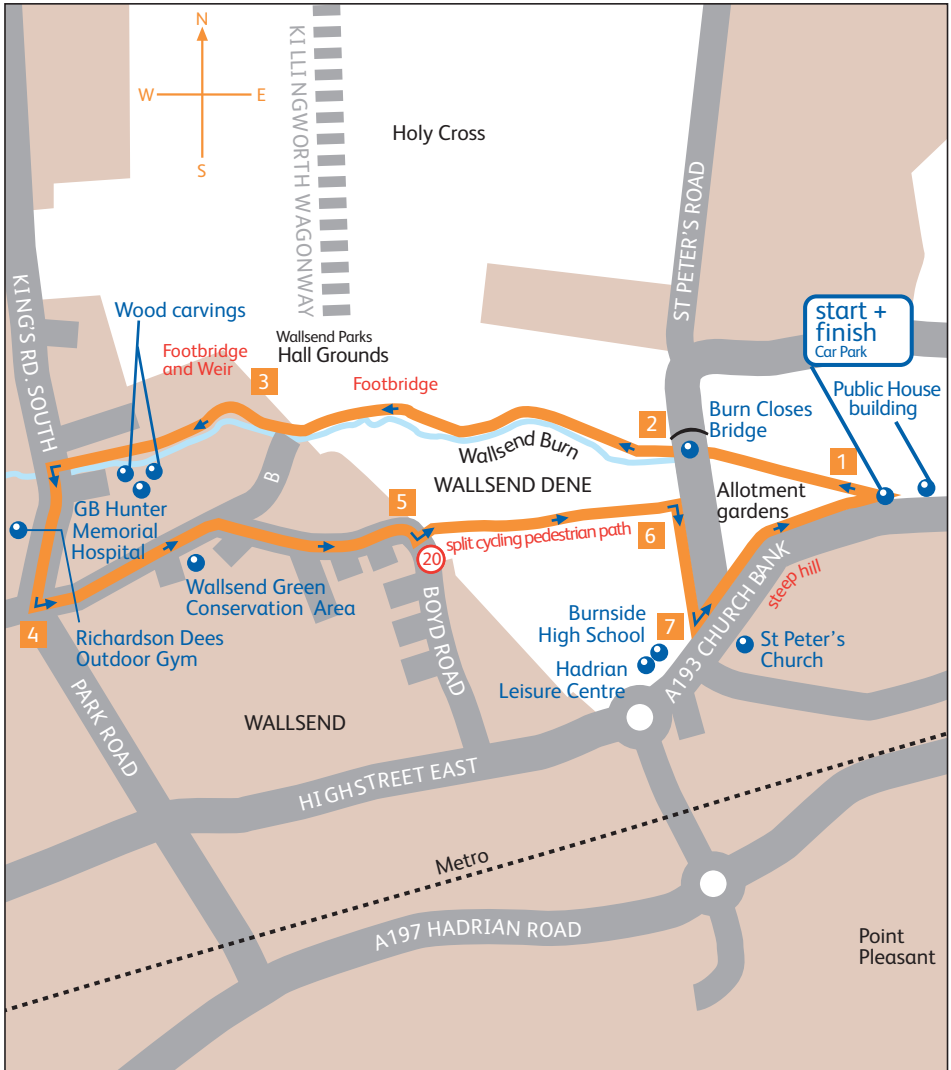 N
W
E
S
KILLINGWORTH WAGONWAY
Holy Cross
ST PETER'S ROAD
KING'S RD. SOUTH
Wood carvings
Wallsend Parks
Hall Grounds
Footbridge
and Weir
3
Footbridge
start +
finish
Car Park
Public House
building
2
Burn Closes
Bridge
1
Wallsend Burn
WALLSEND DENE
Allotment
gardens
B
GB Hunter
Memorial
Hospital
5
split cycling pedestrian path
6
20
A193 CHURCH BANK
steep hill
Wallsend Green
Conservation Area
BOYD ROAD
Burnside
High School
7
Hadrian
Leisure Centre
St Peter's
Church
4
Richardson Dees
Outdoor Gym
PARK ROAD
WALLSEND
HIGHSTREET EAST
Metro
A197 HADRIAN ROAD
Point
Pleasant